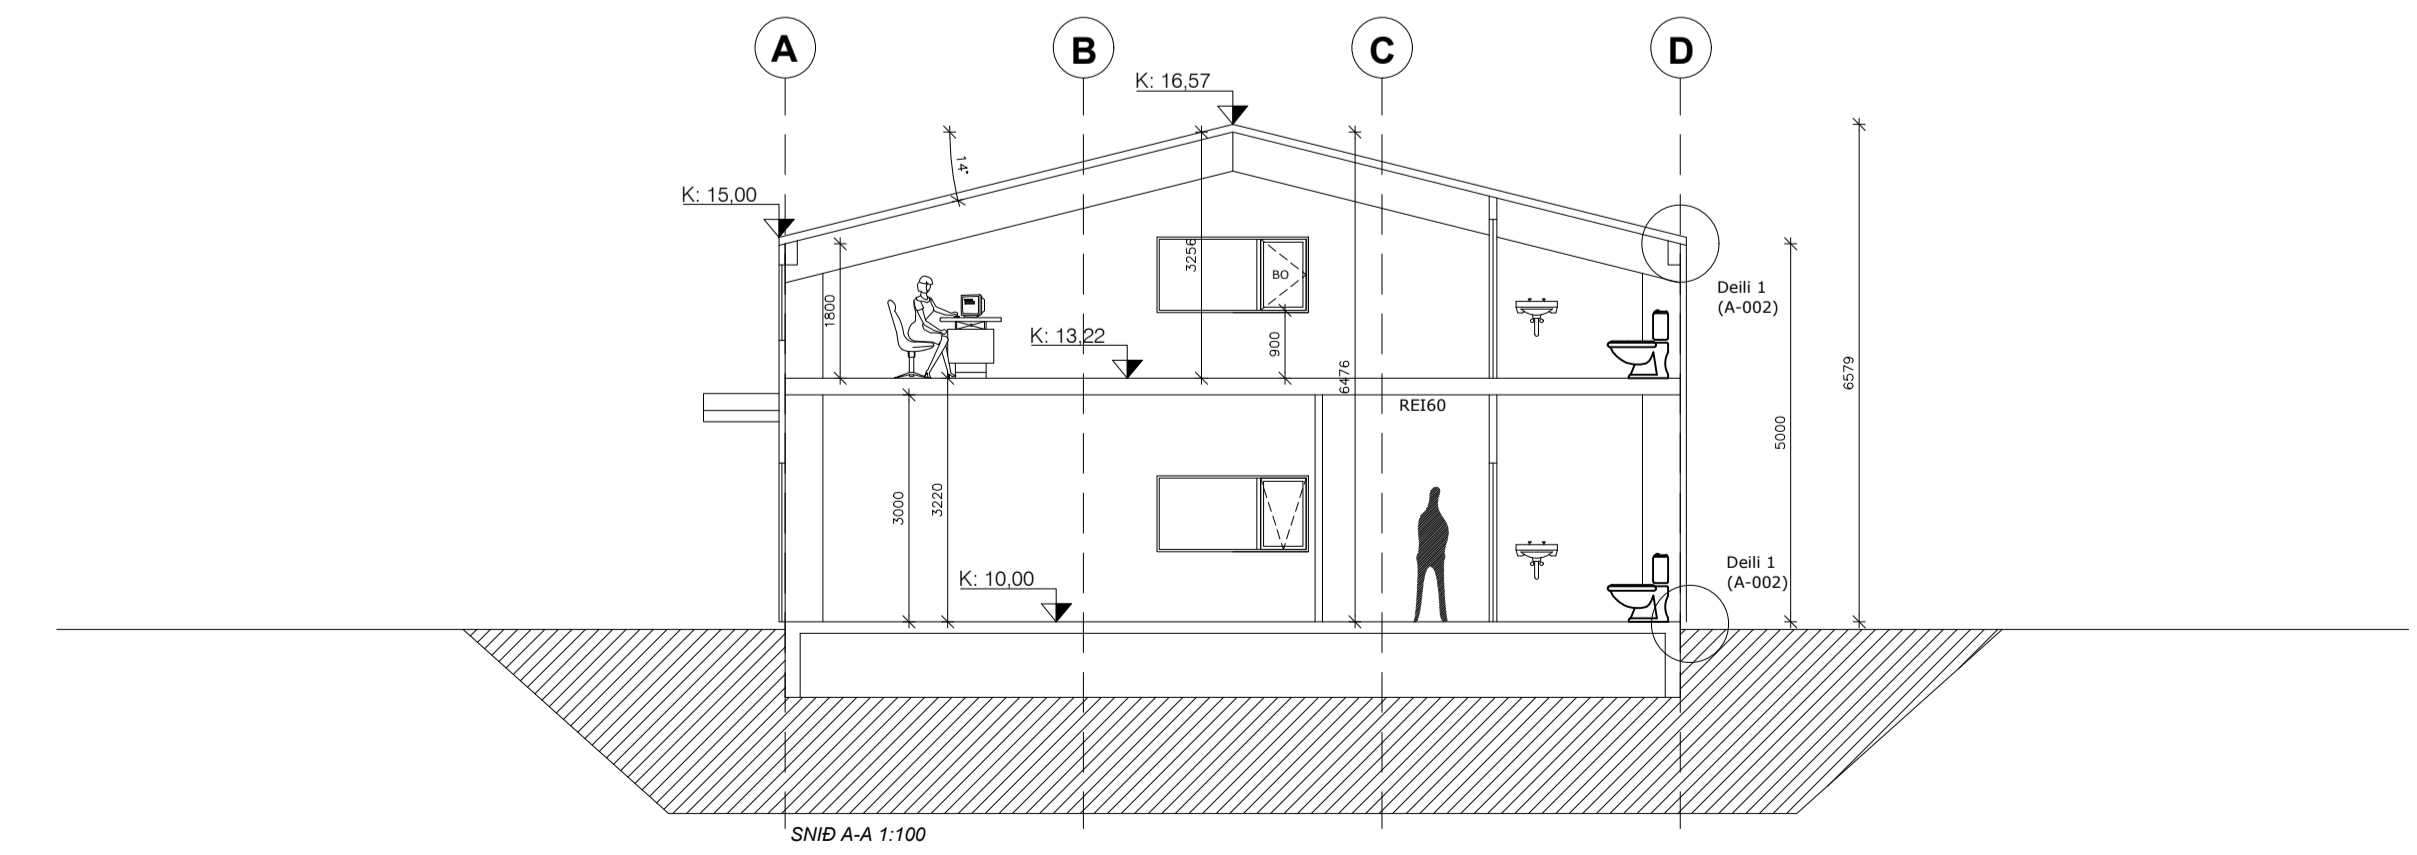 A
B
C
D
K: 16,57
14°
K: 15,00
3256
BO
Deili 1
(A-002)
1800
K: 13,22
900
6476
6579
REI60
5000
3000
3220
Deili 1
(A-002)
K: 10,00
SNIÐ A-A 1:100